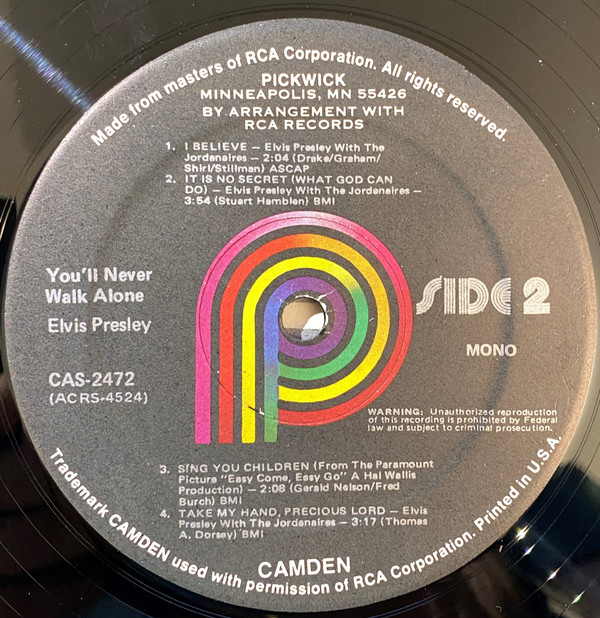 Made from masters of RCA Corporation. All rights reserved.
PICKWICK
MINNEAPOLIS, MN 55426
BY ARRANGEMENT WITH
RCA RECORDS
1. I BELIEVE – Elvis Presley With The
Jordanaires – 2:04 (Drake/Graham/
Shirl/Stillman) ASCAP
2. IT IS NO SECRET (WHAT GOD CAN
DO) – Elvis Presley With The Jordanaires –
3:54 (Stuart Hamblen) BMI
You'll Never
Walk Alone
Elvis Presley
CAS-2472
(ACRS-4524)
SIDE 2
MONO
WARNING: Unauthorized reproduction
of this recording is prohibited by Federal
law and subject to criminal prosecution.
3. SING YOU CHILDREN (From The Paramount
Picture "Easy Come, Easy Go" A Hal Wallis
Production) – 2:08 (Gerald Nelson/Fred
Burch) BMI
4. TAKE MY HAND, PRECIOUS LORD – Elvis
Presley With The Jordanaires – 3:17 (Thomas
A. Dorsey) BMI
CAMDEN
Trademark CAMDEN used with permission of RCA Corporation. Printed in U.S.A.